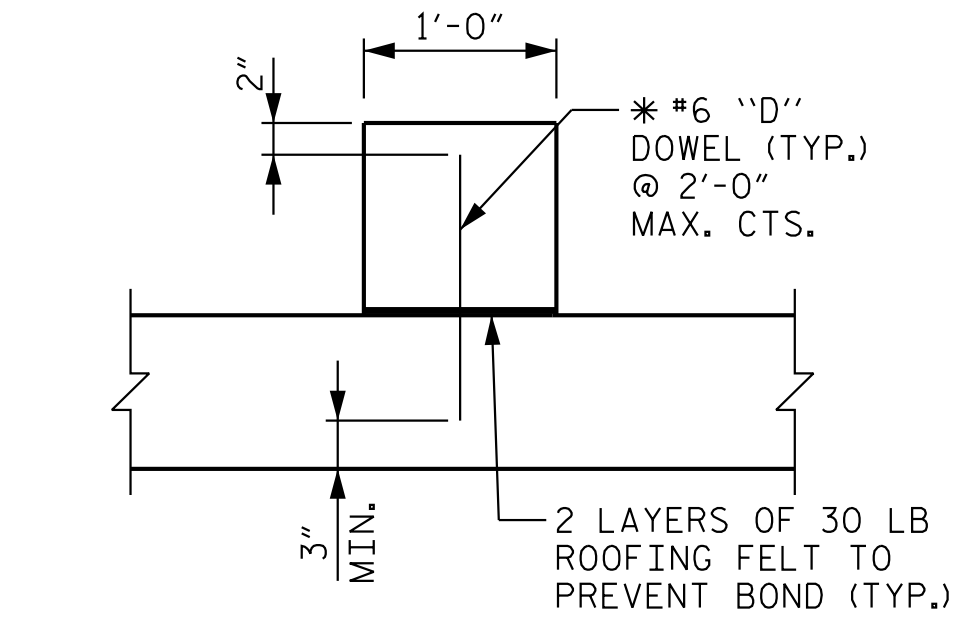 1'-0"
2"
✳ #6 ''D''
DOWEL (TYP.)
@ 2'-0"
MAX. CTS.
3"
MIN.
2 LAYERS OF 30 LB
ROOFING FELT TO
PREVENT BOND (TYP.)